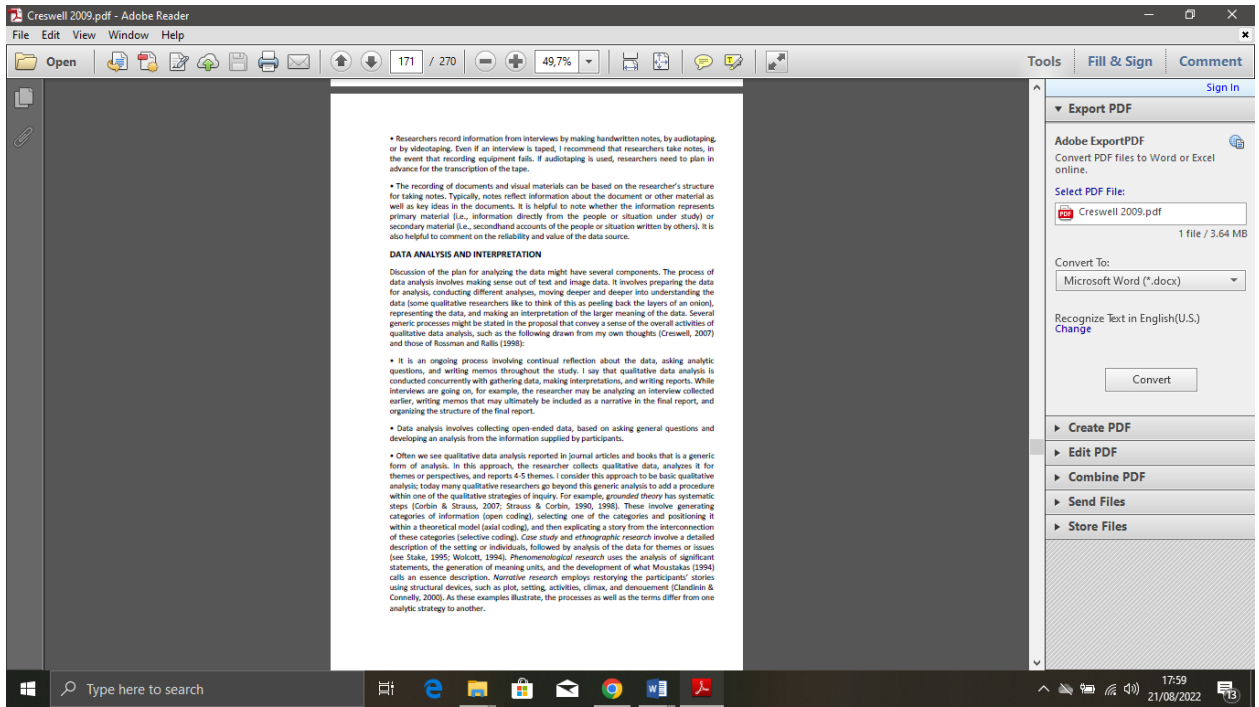 Creswell 2009.pdf - Adobe Reader
File Edit View Window Help
Open 171 / 270 49,7% Tools Fill & Sign Comment
Sign In
• Researchers record information from interviews by making handwritten notes, by audiotaping,
or by videotaping. Even if an interview is taped, I recommend that researchers take notes, in
the event that recording equipment fails. If audiotaping is used, researchers need to plan in
advance for the transcription of the tape.
• The recording of documents and visual materials can be based on the researcher's structure
for taking notes. Typically, notes reflect information about the document or other material as
well as key ideas in the documents. It is helpful to note whether the information represents
primary material (i.e., information directly from the people or situation under study) or
secondary material (i.e., secondhand accounts of the people or situation written by others). It is
also helpful to comment on the reliability and value of the data source.
DATA ANALYSIS AND INTERPRETATION
Discussion of the plan for analyzing the data might have several components. The process of
data analysis involves making sense out of text and image data. It involves preparing the data
for analysis, conducting different analyses, moving deeper and deeper into understanding the
data (some qualitative researchers like to think of this as peeling back the layers of an onion),
representing the data, and making an interpretation of the larger meaning of the data. Several
generic processes might be stated in the proposal that convey a sense of the overall activities of
qualitative data analysis, such as the following drawn from my own thoughts (Creswell, 2007)
and those of Rossman and Rallis (1998):
• It is an ongoing process involving continual reflection about the data, asking analytic
questions, and writing memos throughout the study. I say that qualitative data analysis is
conducted concurrently with gathering data, making interpretations, and writing reports. While
interviews are going on, for example, the researcher may be analyzing an interview collected
earlier, writing memos that may ultimately be included as a narrative in the final report, and
organizing the structure of the final report.
• Data analysis involves collecting open-ended data, based on asking general questions and
developing an analysis from the information supplied by participants.
• Often we see qualitative data analysis reported in journal articles and books that is a generic
form of analysis. In this approach, the researcher collects qualitative data, analyzes it for
themes or perspectives, and reports 4-5 themes. I consider this approach to be basic qualitative
analysis; today many qualitative researchers go beyond this generic analysis to add a procedure
within one of the qualitative strategies of inquiry. For example, grounded theory has systematic
steps (Corbin & Strauss, 2007; Strauss & Corbin, 1990, 1998). These involve generating
categories of information (open coding), selecting one of the categories and positioning it
within a theoretical model (axial coding), and then explicating a story from the interconnection
of these categories (selective coding). Case study and ethnographic research involve a detailed
description of the setting or individuals, followed by analysis of the data for themes or issues
(see Stake, 1995; Wolcott, 1994). Phenomenological research uses the analysis of significant
statements, the generation of meaning units, and the development of what Moustakas (1994)
calls an essence description. Narrative research employs restorying the participants' stories
using structural devices, such as plot, setting, activities, climax, and denouement (Clandinin &
Connelly, 2000). As these examples illustrate, the processes as well as the terms differ from one
analytic strategy to another.
Export PDF
Adobe ExportPDF
Convert PDF files to Word or Excel
online.
Select PDF File:
Creswell 2009.pdf
1 file / 3.64 MB
Convert To:
Microsoft Word (*.docx)
Recognize Text in English(U.S.)
Change
Convert
Create PDF
Edit PDF
Combine PDF
Send Files
Store Files
Type here to search
17:59
21/08/2022
13